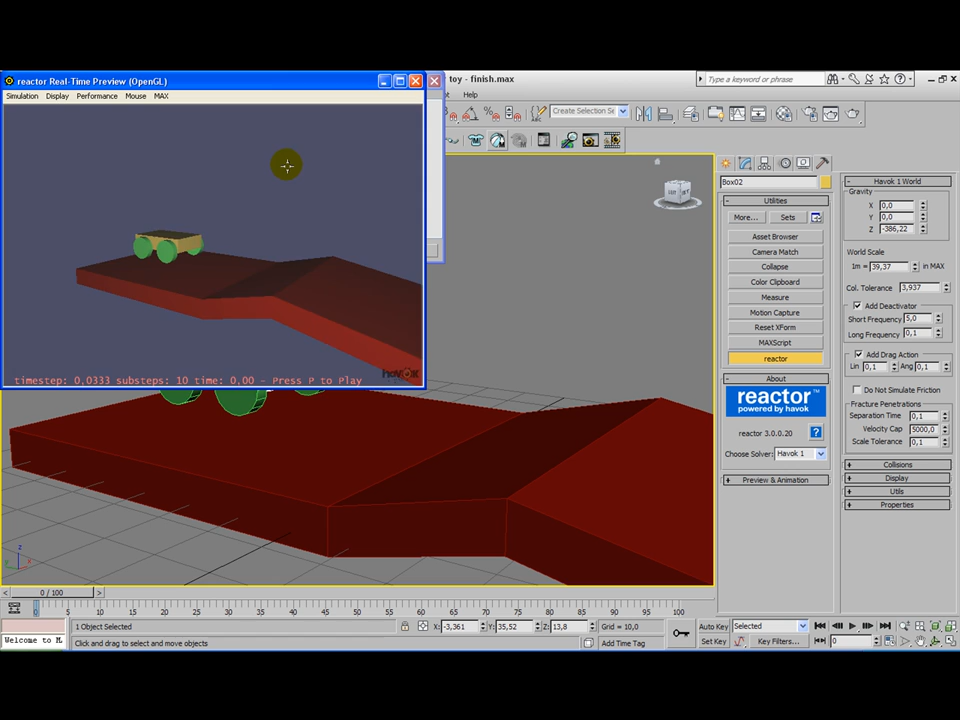 reactor Real-Time Preview (OpenGL)
Simulation Display Performance Mouse MAX
timestep: 0,0333 substeps: 10 time: 0.00 - Press P to Play
havok
toy - finish.max
Type a keyword or phrase
Help
Create Selection Se
Box02
Utilities
More... Sets
Asset Browser
Camera Match
Collapse
Color Clipboard
Measure
Motion Capture
Reset XForm
MAXScript
reactor
About
reactor™
powered by havok
reactor 3.0.0.20 ?
Choose Solver: Havok 1
+ Preview & Animation
- Havok 1 World
Gravity
X 0,0
Y 0,0
Z -386,22
World Scale
1m = 39,37 in MAX
Col. Tolerance 3,937
Add Deactivator
Short Frequency 5,0
Long Frequency 0,1
Add Drag Action
Lin 0,1 Ang 0,1
Do Not Simulate Friction
Fracture Penetrations
Separation Time 0,1
Velocity Cap 5000,0
Scale Tolerance 0,1
+ Collisions
+ Display
+ Utils
+ Properties
z
x
y
< 0 / 100 >
0 5 10 15 20 25 30 35 40 45 50 55 60 65 70 75 80 85 90 95 100
1 Object Selected X: -3,361 Y: 35,52 Z: 13,8 Grid = 10,0 Auto Key Selected
Welcome to M Click and drag to select and move objects Add Time Tag Set Key Key Filters... 0